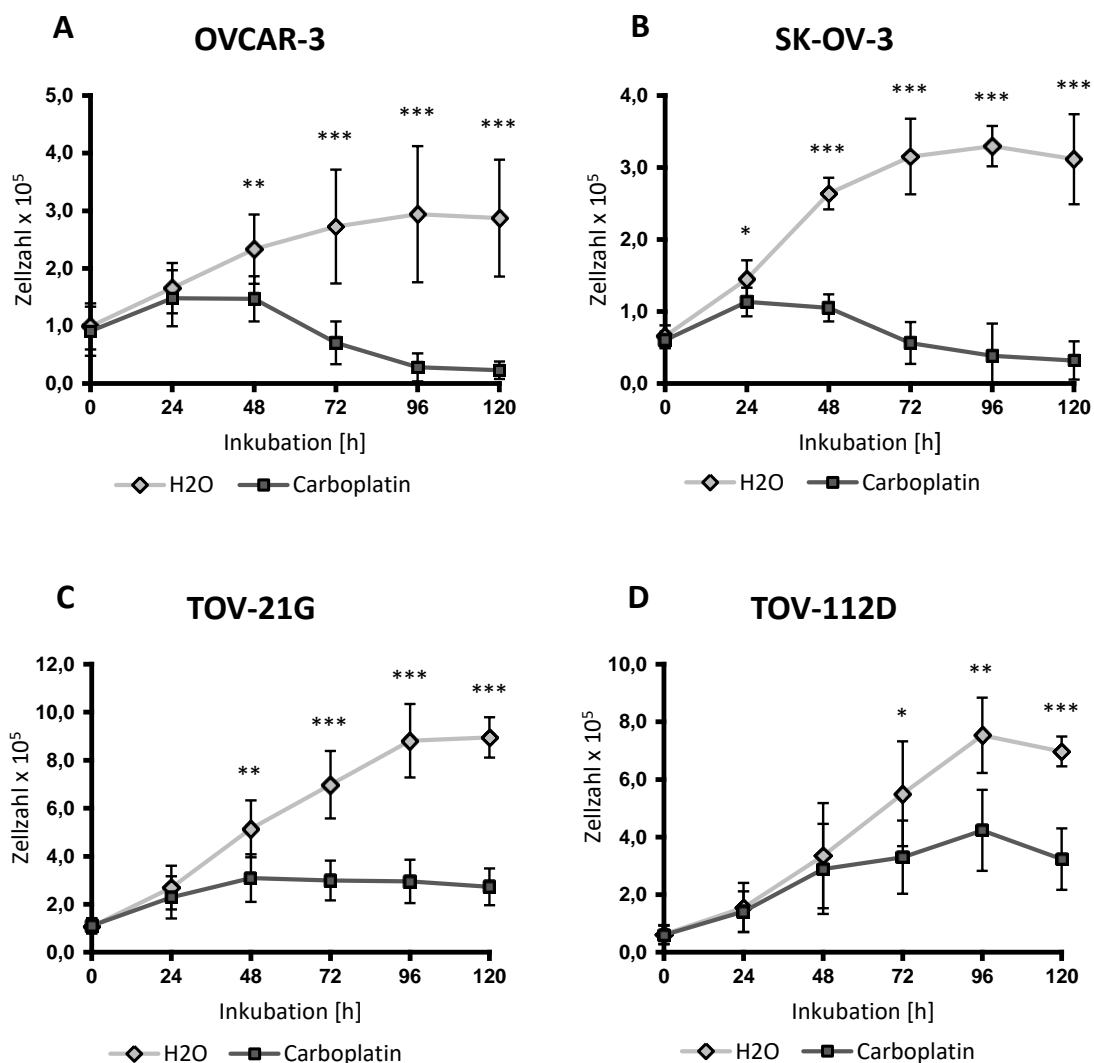 A
OVCAR-3
5,0
4,0
3,0
2,0
1,0
0,0
Zellzahl x 10⁵
** *** *** ***
0 24 48 72 96 120
Inkubation [h]
H2O Carboplatin
B
SK-OV-3
4,0
3,0
2,0
1,0
0,0
Zellzahl x 10⁵
* *** *** *** ***
0 24 48 72 96 120
Inkubation [h]
H2O Carboplatin
C
TOV-21G
12,0
10,0
8,0
6,0
4,0
2,0
0,0
Zellzahl x 10⁵
** *** *** ***
0 24 48 72 96 120
Inkubation [h]
H2O Carboplatin
D
TOV-112D
10,0
8,0
6,0
4,0
2,0
0,0
Zellzahl x 10⁵
* ** ***
0 24 48 72 96 120
Inkubation [h]
H2O Carboplatin